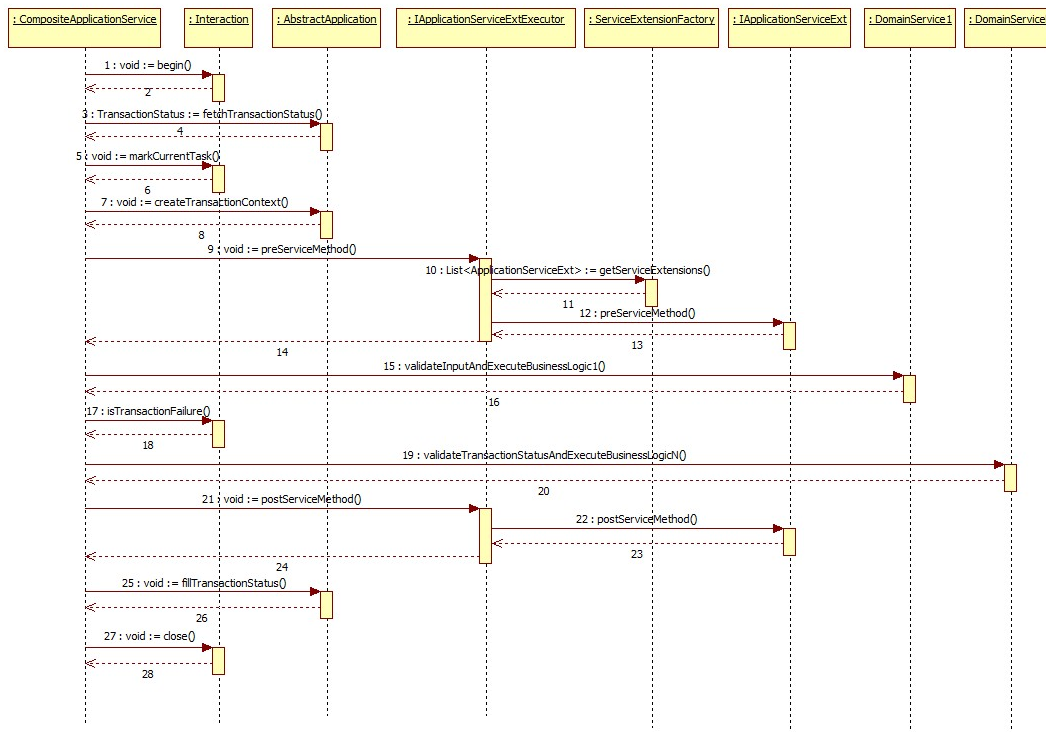 : CompositeApplicationService
: Interaction
: AbstractApplication
: IApplicationServiceExtExecutor
: ServiceExtensionFactory
: IApplicationServiceExt
: DomainService1
: DomainService
1 : void := begin()
2
3 : TransactionStatus := fetchTransactionStatus()
4
5 : void := markCurrentTask()
6
7 : void := createTransactionContext()
8
9 : void := preServiceMethod()
10 : List<ApplicationServiceExt> := getServiceExtensions()
11
12 : preServiceMethod()
13
14
15 : validateInputAndExecuteBusinessLogic1()
16
17 : isTransactionFailure()
18
19 : validateTransactionStatusAndExecuteBusinessLogicN()
20
21 : void := postServiceMethod()
22 : postServiceMethod()
23
24
25 : void := fillTransactionStatus()
26
27 : void := close()
28